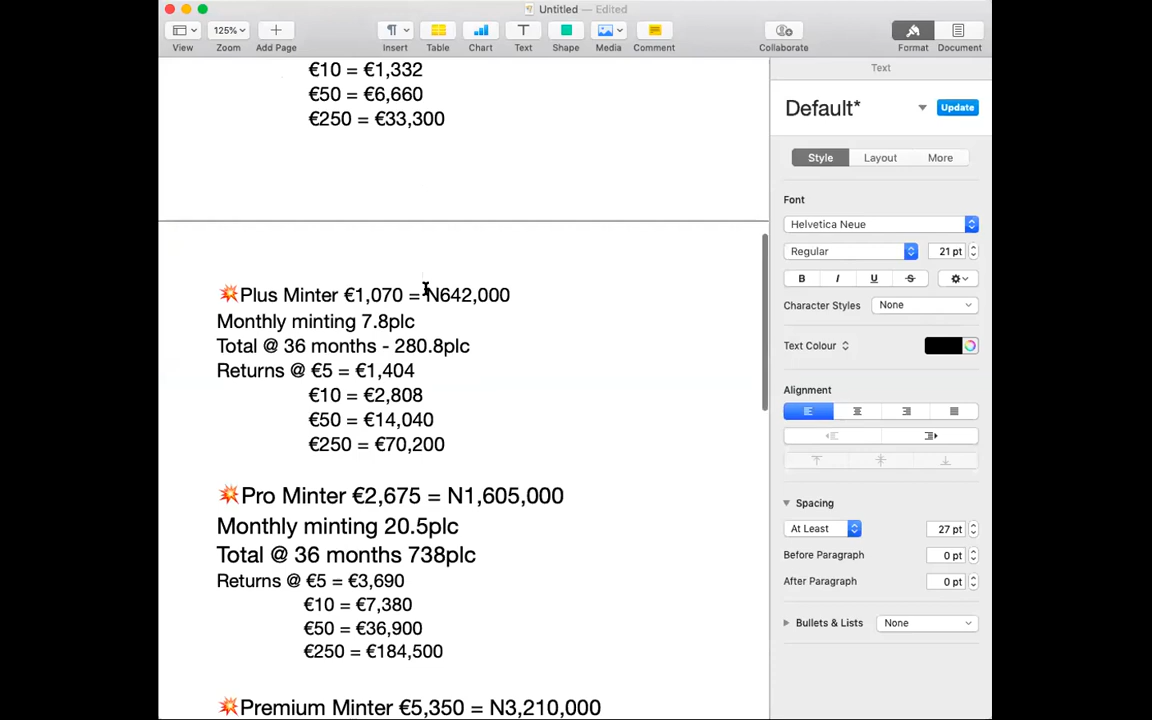 Untitled — Edited
125%
View
Zoom
Add Page
Insert
Table
Chart
Text
Shape
Media
Comment
Collaborate
Format
Document
€10 = €1,332
€50 = €6,660
€250 = €33,300
💥Plus Minter €1,070 = N642,000
Monthly minting 7.8plc
Total @ 36 months - 280.8plc
Returns @ €5 = €1,404
€10 = €2,808
€50 = €14,040
€250 = €70,200
💥Pro Minter €2,675 = N1,605,000
Monthly minting 20.5plc
Total @ 36 months 738plc
Returns @ €5 = €3,690
€10 = €7,380
€50 = €36,900
€250 = €184,500
💥Premium Minter €5,350 = N3,210,000
Text
Default*
Update
Style
Layout
More
Font
Helvetica Neue
Regular
21 pt
B I U S
Character Styles
None
Text Colour
Alignment
Spacing
At Least
27 pt
Before Paragraph
0 pt
After Paragraph
0 pt
Bullets & Lists
None